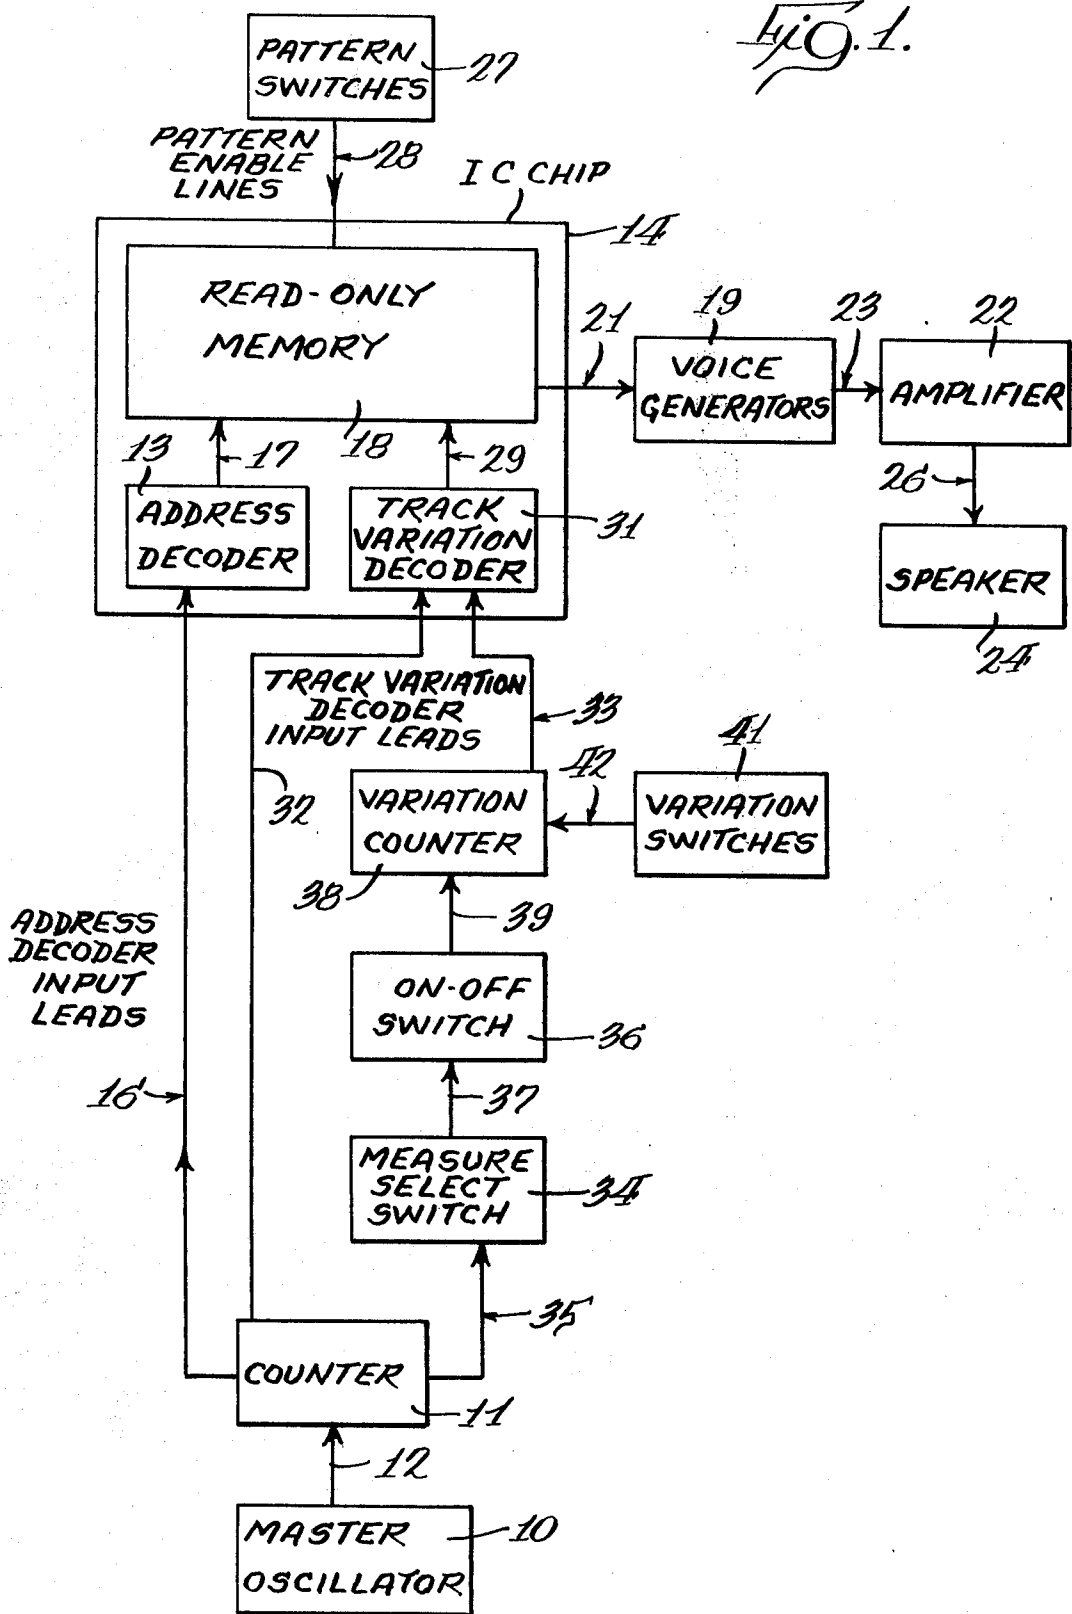 Fig. 1.
PATTERN
SWITCHES
27
PATTERN
ENABLE
LINES
28
IC CHIP
14
READ-ONLY
MEMORY
18
21
19
VOICE
GENERATORS
23
22
AMPLIFIER
13
17
29
ADDRESS
DECODER
TRACK
VARIATION
DECODER
31
26
SPEAKER
24
TRACK VARIATION
DECODER
INPUT LEADS
33
32
42
41
VARIATION
COUNTER
38
VARIATION
SWITCHES
39
ADDRESS
DECODER
INPUT
LEADS
ON-OFF
SWITCH
36
16
37
MEASURE
SELECT
SWITCH
34
35
COUNTER
11
12
MASTER
OSCILLATOR
10